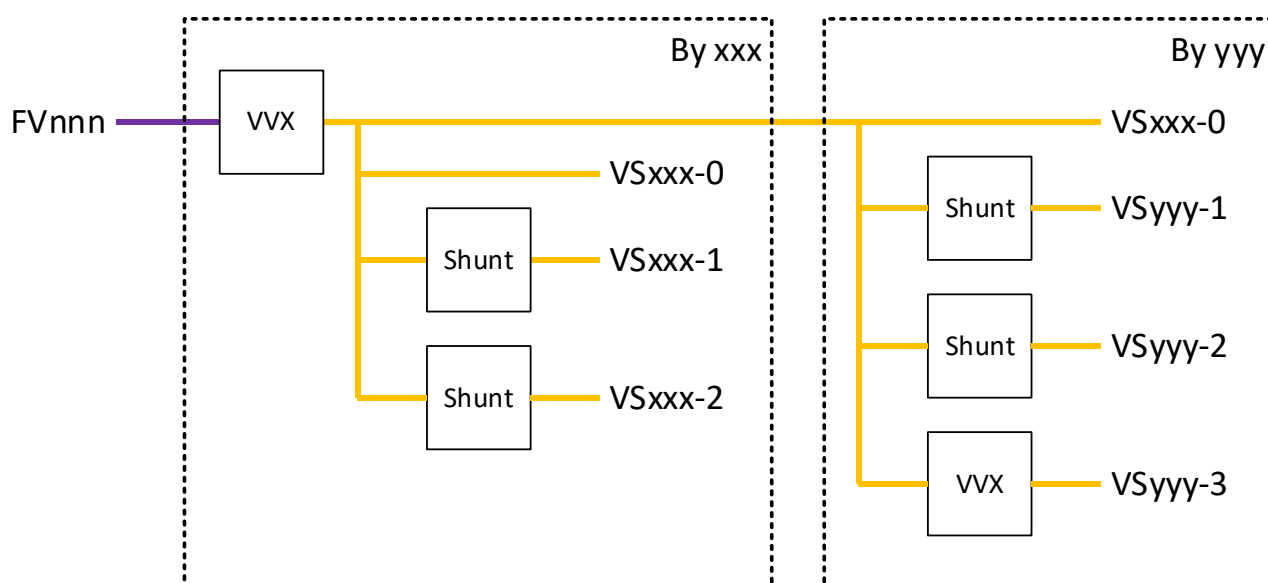 By xxx
FVnnn
VVX
VSxxx-0
Shunt
VSxxx-1
Shunt
VSxxx-2
By yyy
VSxxx-0
Shunt
VSyyy-1
Shunt
VSyyy-2
VVX
VSyyy-3